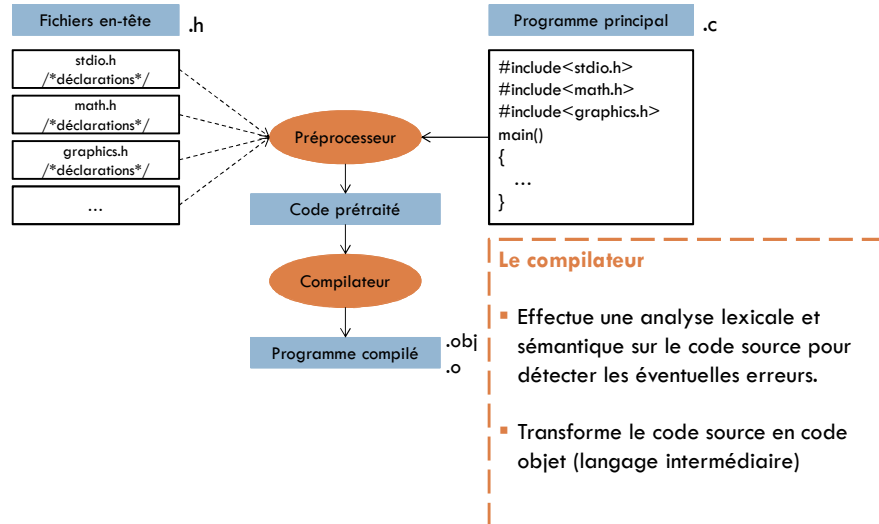 Fichiers en-tête
.h
stdio.h
/*déclarations*/
math.h
/*déclarations*/
graphics.h
/*déclarations*/
...
Programme principal
.c
#include<stdio.h>
#include<math.h>
#include<graphics.h>
main()
{
...
}
Préprocesseur
Code prétraité
Compilateur
Programme compilé
.obj
.o
Le compilateur
▪ Effectue une analyse lexicale et
sémantique sur le code source pour
détecter les éventuelles erreurs.
▪ Transforme le code source en code
objet (langage intermédiaire)